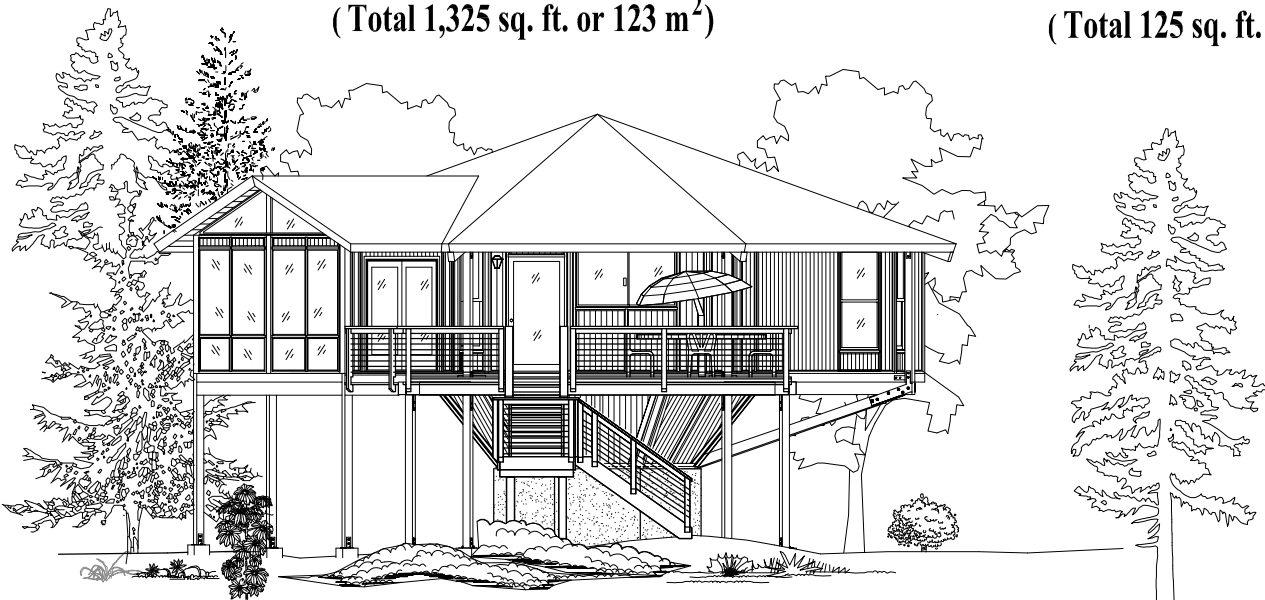 ( Total 1,325 sq. ft. or 123 m²)
( Total 125 sq. ft.